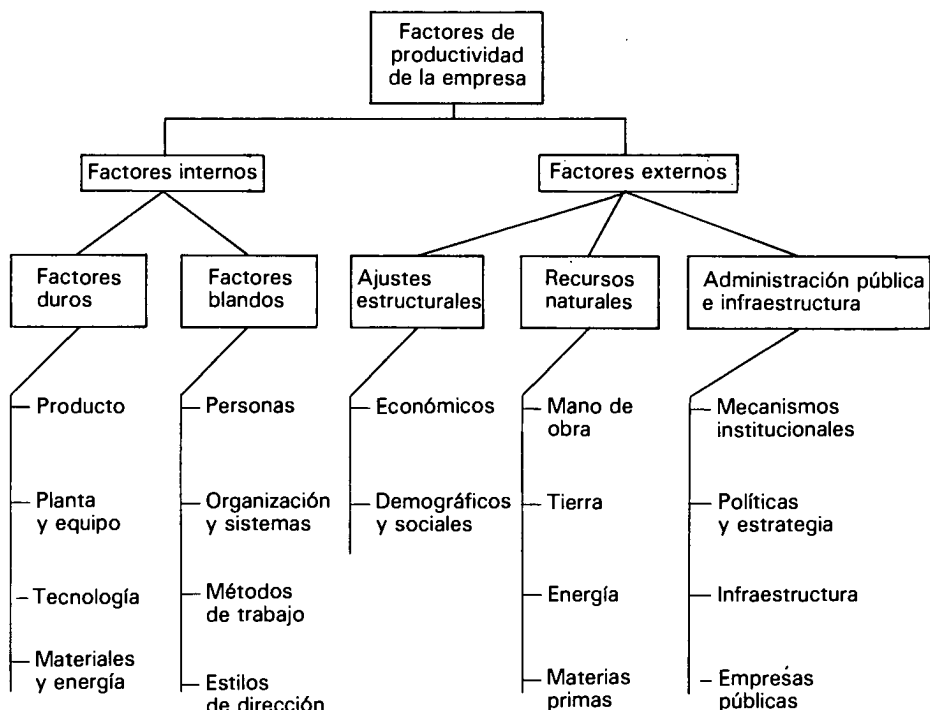 Factores de
productividad
de la empresa
Factores internos
Factores externos
Factores
duros
Factores
blandos
Ajustes
estructurales
Recursos
naturales
Administración pública
e infraestructura
Producto
Planta
y equipo
Tecnología
Materiales
y energía
Personas
Organización
y sistemas
Métodos
de trabajo
Estilos
de dirección
Económicos
Demográficos
y sociales
Mano de
obra
Tierra
Energía
Materias
primas
Mecanismos
institucionales
Políticas
y estrategia
Infraestructura
Empresas
públicas